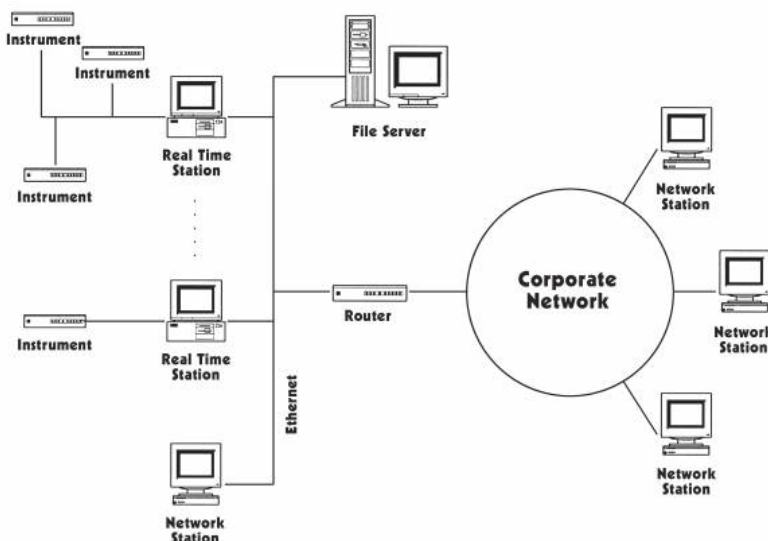 Instrument
Instrument
File Server
Real Time
Station
Instrument
Network
Station
Corporate
Network
Router
Instrument
Real Time
Station
Network
Station
Ethernet
Network
Station
Network
Station